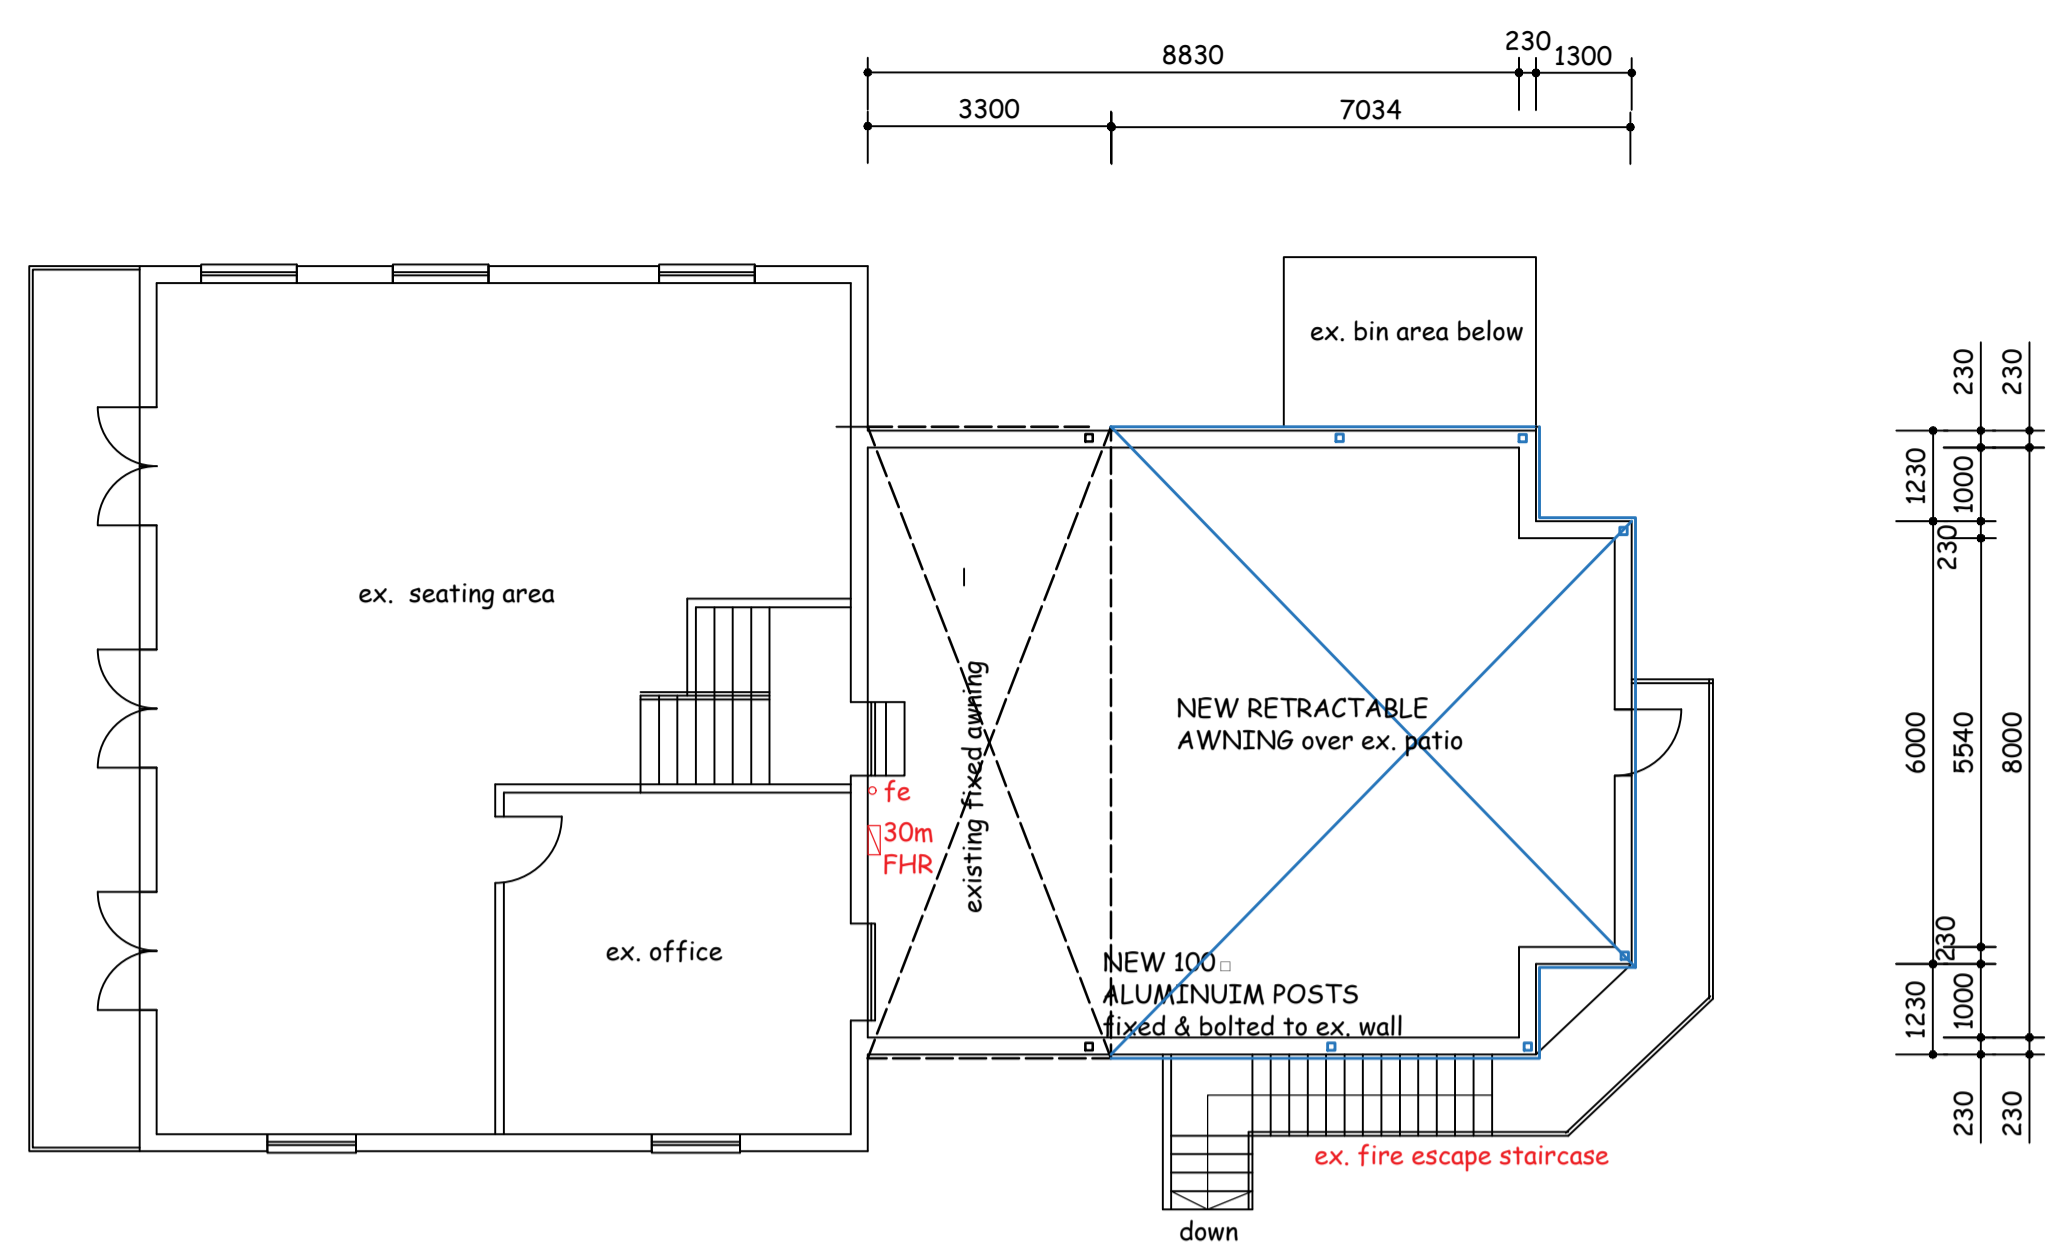 230
8830
1300
3300
7034
ex. bin area below
230
230
1230
1000
230
ex.  seating area
existing fixed awning
NEW RETRACTABLE
AWNING over ex. patio
6000
5540
8000
fe
30m
FHR
ex. office
NEW 100
ALUMINUIM POSTS
fixed & bolted to ex. wall
230
1230
1000
230
230
ex. fire escape staircase
down